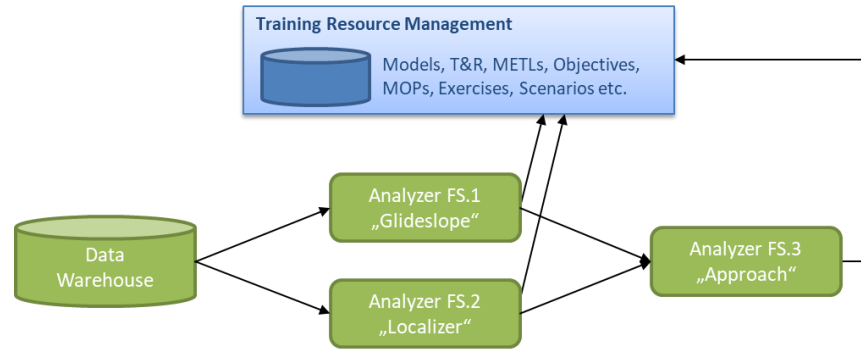 Training Resource Management
Models, T&R, METLs, Objectives,
MOPs, Exercises, Scenarios etc.
Analyzer FS.1
„Glideslope“
Data
Warehouse
Analyzer FS.2
„Localizer“
Analyzer FS.3
„Approach“